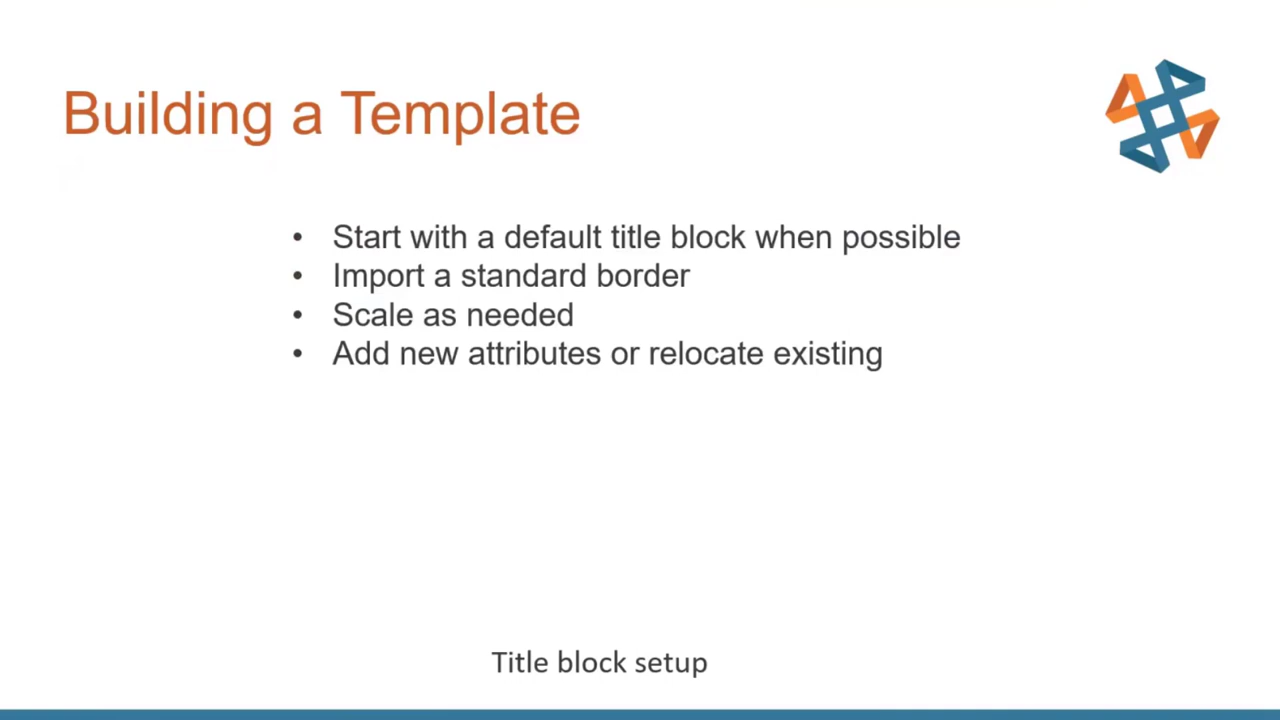 Building a Template
• Start with a default title block when possible
• Import a standard border
• Scale as needed
• Add new attributes or relocate existing
Title block setup